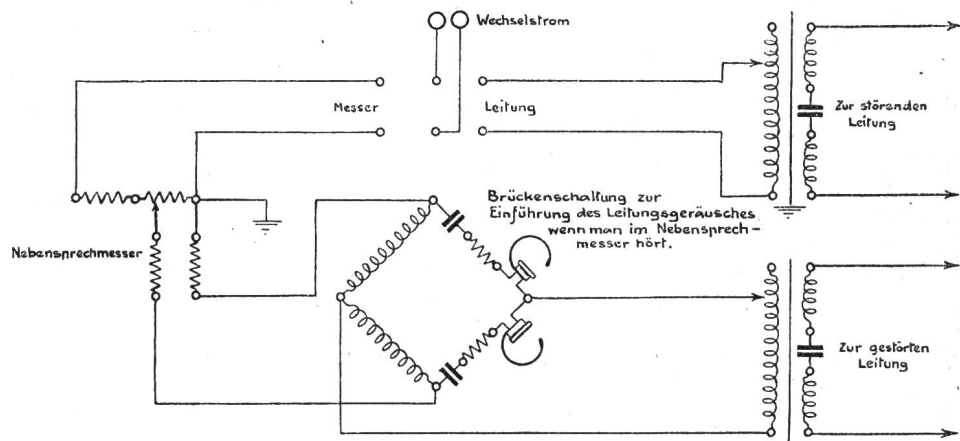 Wechselstrom
Messer
Leitung
Zur störenden
Leitung
Brückenschaltung zur
Einführung des Leitungsgeräusches
wenn man im Nebensprech-
messer hört.
Nebensprechmesser
Zur gestörten
Leitung